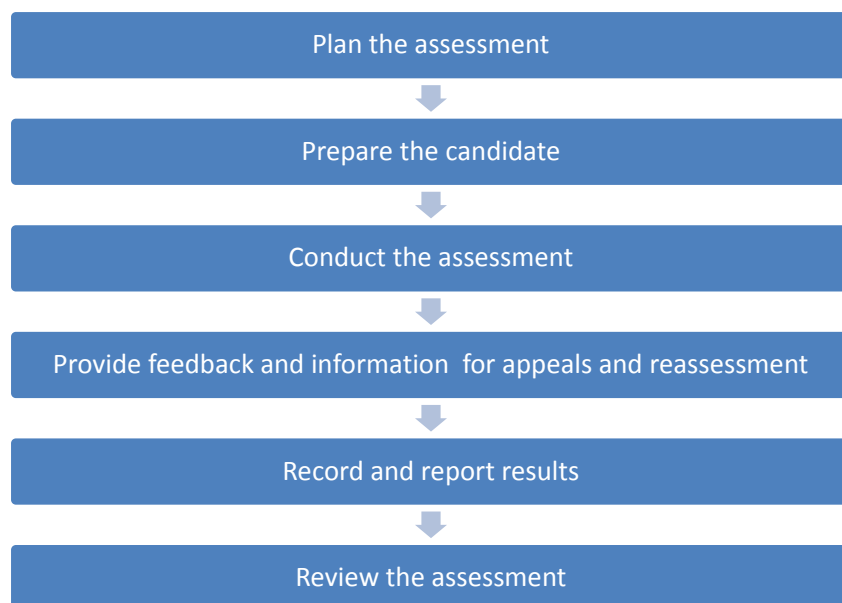 Plan the assessment
Prepare the candidate
Conduct the assessment
Provide feedback and information  for appeals and reassessment
Record and report results
Review the assessment